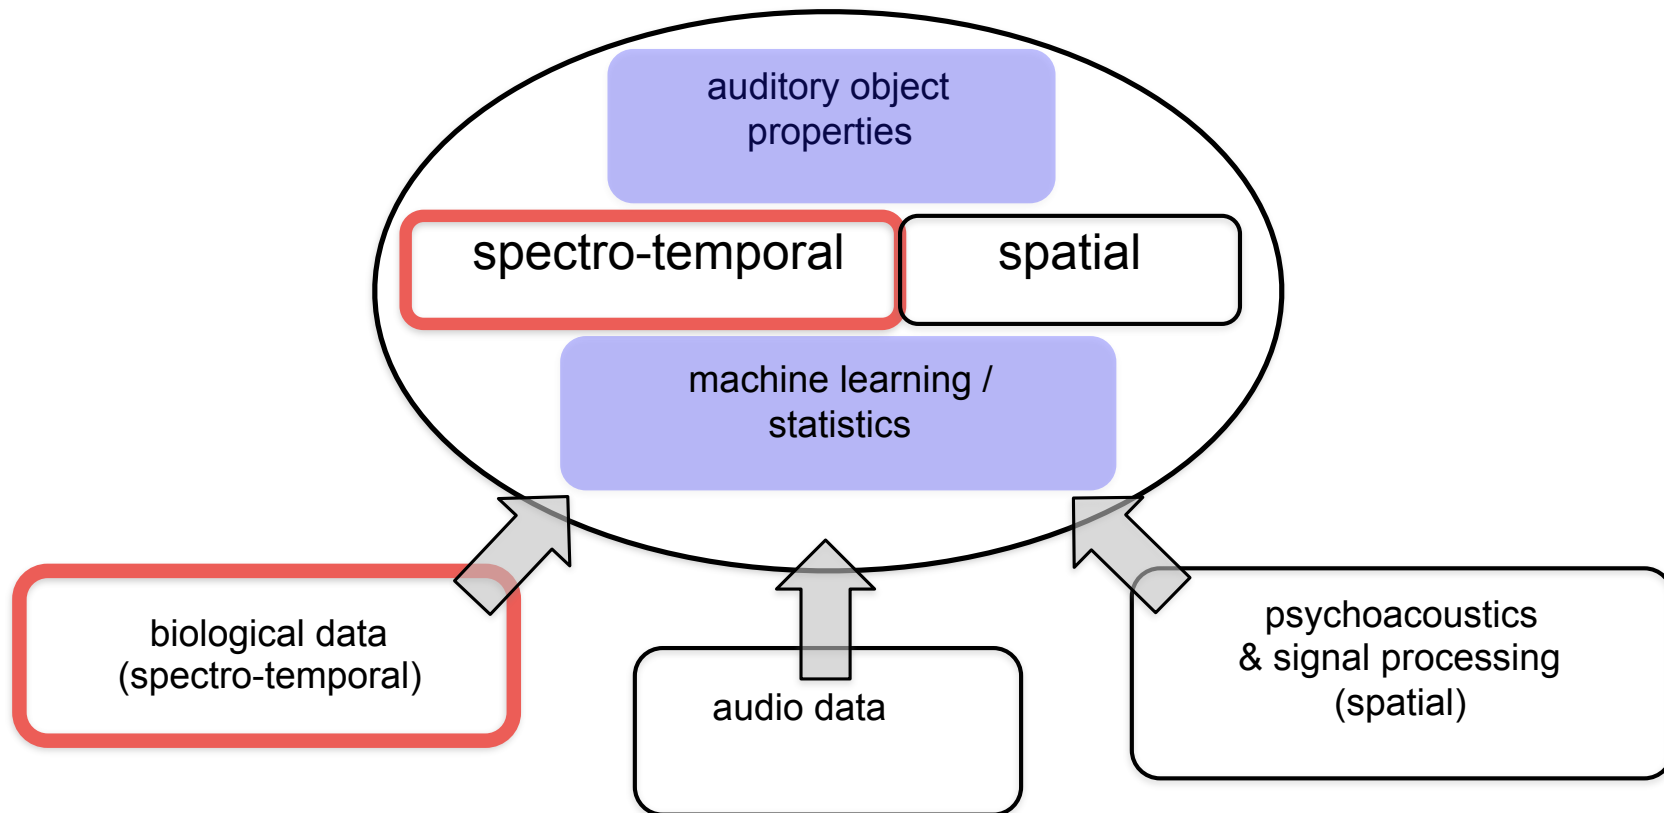 auditory object
properties
spectro-temporal
spatial
machine learning /
statistics
biological data
(spectro-temporal)
audio data
psychoacoustics
& signal processing
(spatial)